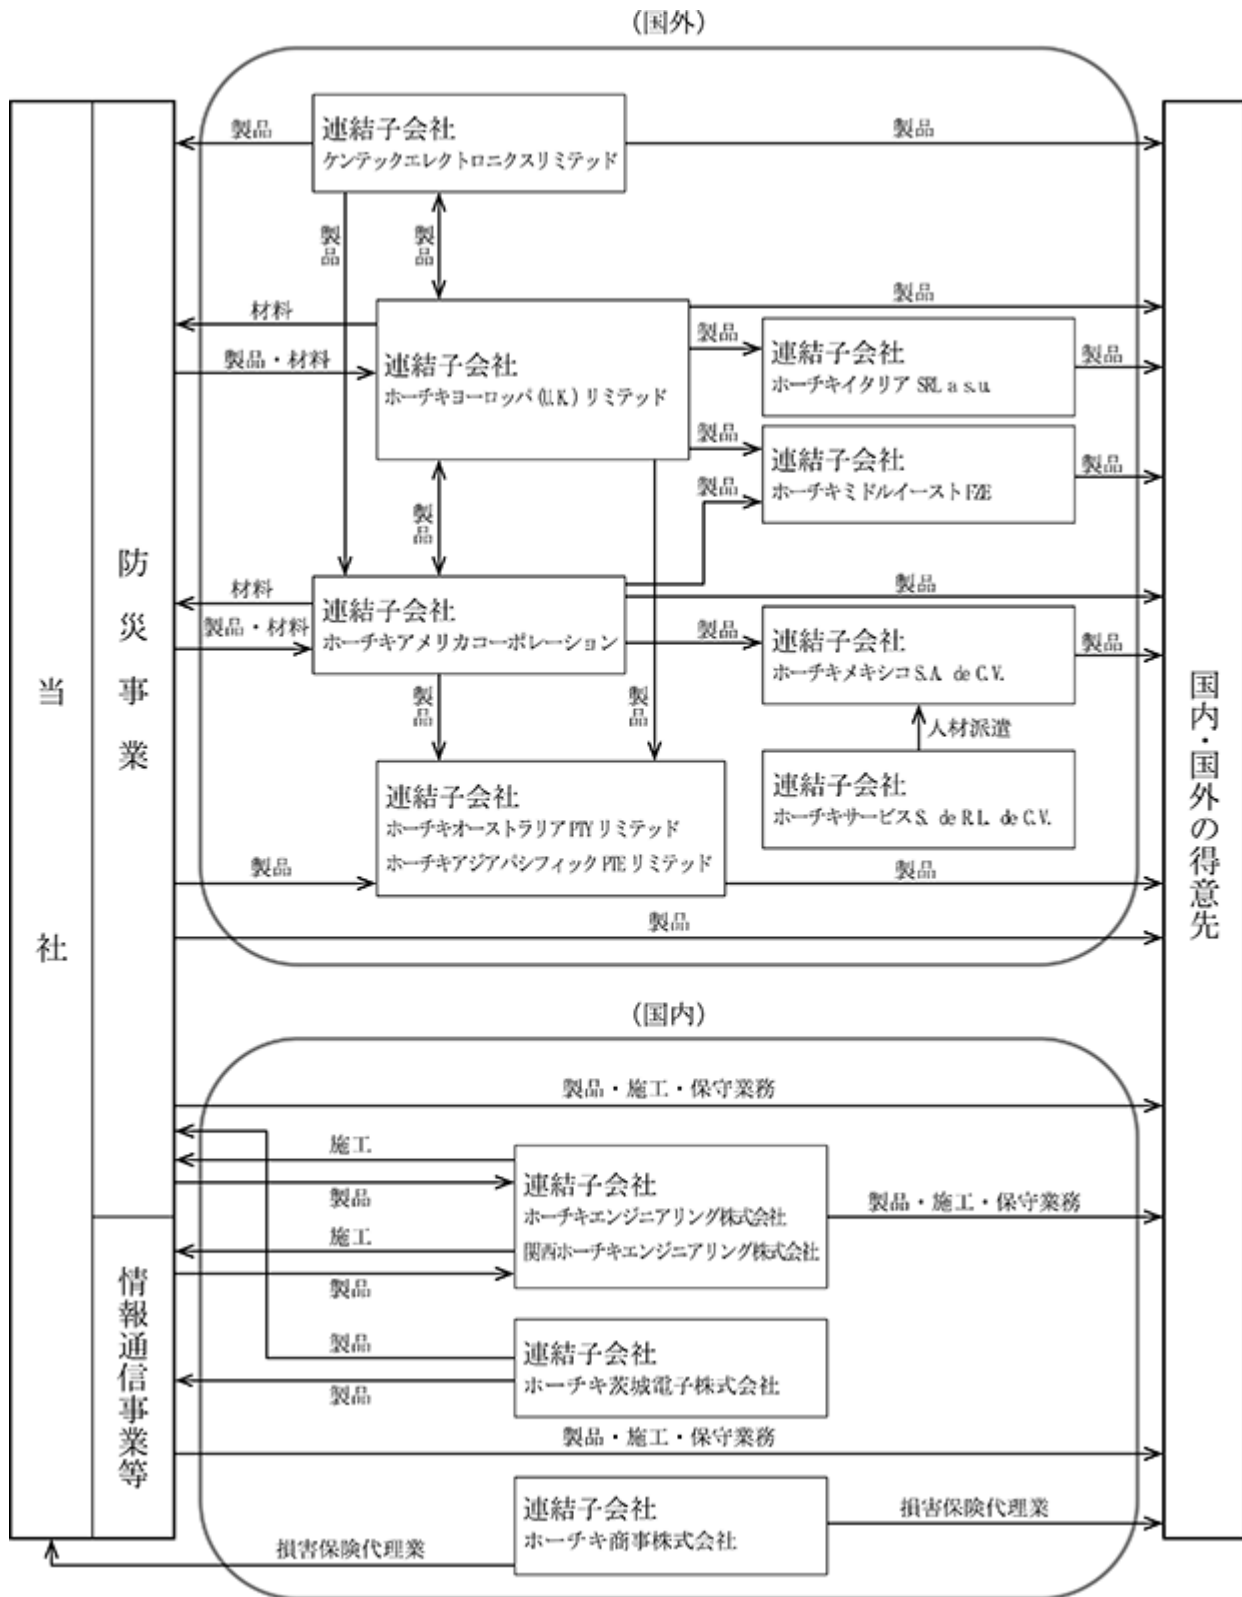 (国外)
連結子会社
ケンテックエレクトロニクスリミテッド
製品
製品
製品
製品
連結子会社
ホーチキヨーロッパ(U.K.)リミテッド
材料
製品・材料
製品
製品
連結子会社
ホーチキイタリア SRL a s.u.
製品
製品
連結子会社
ホーチキミドルイーストFZE
製品
製品
製品
連結子会社
ホーチキアメリカコーポレーション
材料
製品・材料
製品
製品
連結子会社
ホーチキメキシコ S.A. de C.V.
製品
人材派遣
連結子会社
ホーチキサービス S. de R.L. de C.V.
製品
製品
連結子会社
ホーチキオーストラリア PTY リミテッド
ホーチキアジアパシフィック PTE リミテッド
製品
製品
製品
当社
防災事業
情報通信事業等
国内・国外の得意先
(国内)
製品・施工・保守業務
施工
製品
施工
製品
連結子会社
ホーチキエンジニアリング株式会社
関西ホーチキエンジニアリング株式会社
製品・施工・保守業務
製品
製品
連結子会社
ホーチキ茨城電子株式会社
製品・施工・保守業務
連結子会社
ホーチキ商事株式会社
損害保険代理業
損害保険代理業